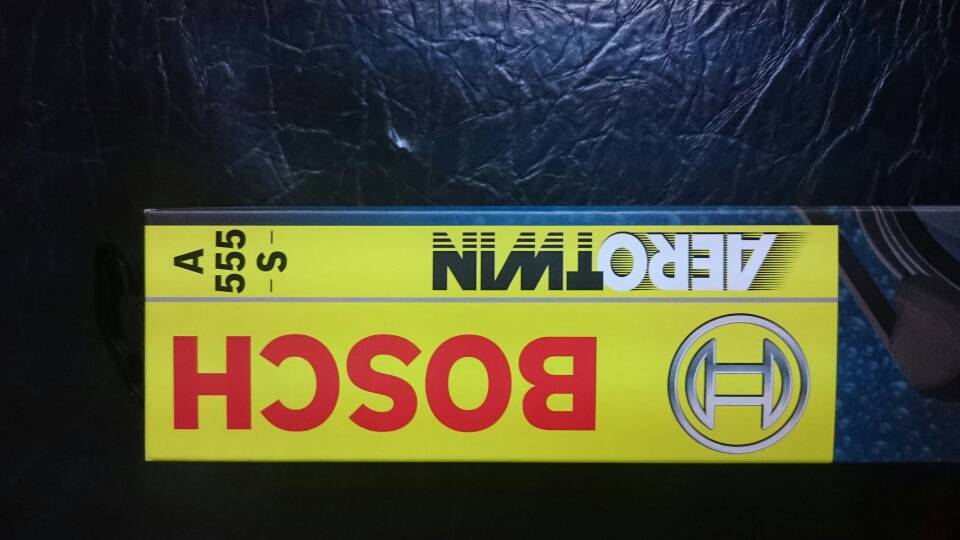 BOSCH
AEROTWIN
A
555
– S –